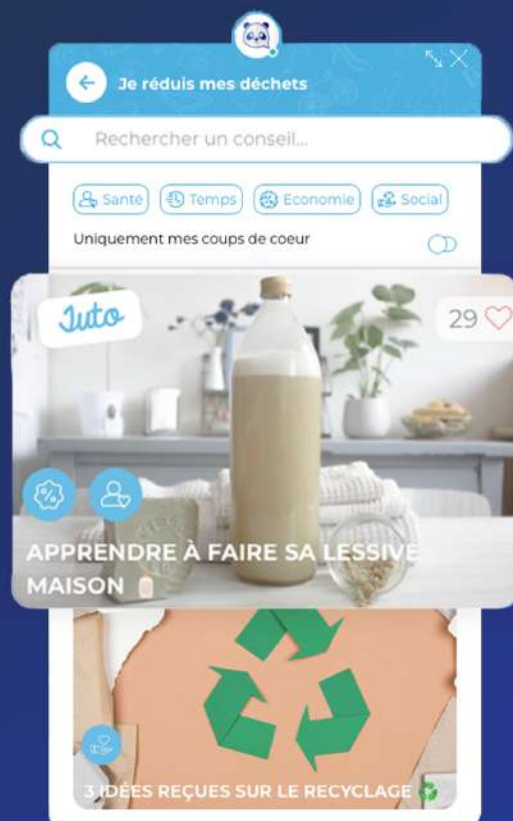 Je réduis mes déchets
Rechercher un conseil...
Santé Temps Economie Social
Uniquement mes coups de coeur
Tuto 29
%
APPRENDRE À FAIRE SA LESSIVE
MAISON
3 IDÉES REÇUES SUR LE RECYCLAGE